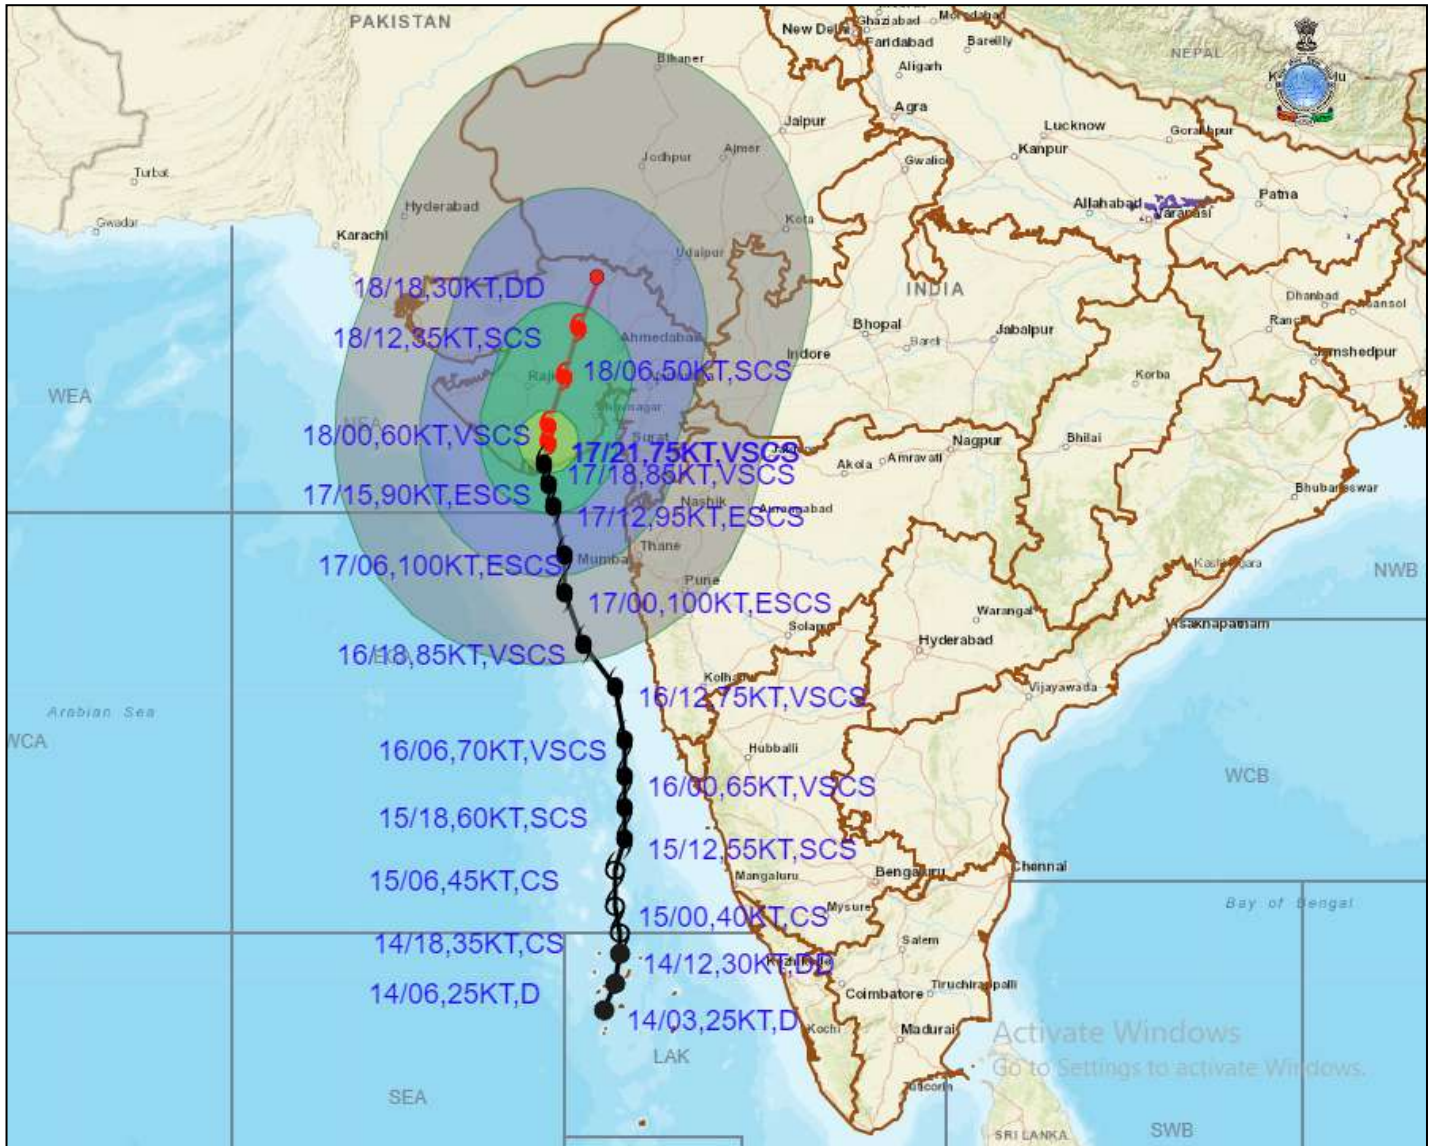 PAKISTAN
New Delhi
Ghaziabad
Moradabad
Faridabad
Bareilly
NEPAL
Bikaner
Aligarh
Agra
Jaipur
Lucknow
Gorakhpur
Kanpur
Ajmer
Jodhpur
Gwalio
Turbat
Allahabad
Varanasi
Patna
Hyderabad
Gwadar
Karachi
Kota
Udaipur
18/18,30KT,DD
INDIA
Dhanbad
Asansol
Ranc
18/12,35KT,SCS
Ahmedabad
Bhopal
Jabalpur
Bardi
Indore
Jamshedpur
18/06,50KT,SCS
Rajk
Korba
WEA
18/00,60KT,VSCS
Surat
17/21,75KT,VSCS
Nagpur
Bhilai
Amravati
Akola
17/18,85KT,VSCS
17/15,90KT,ESCS
Nashik
Bhubaneswar
17/12,95KT,ESCS
Aurangabad
Thane
Mumbai
17/06,100KT,ESCS
Pune
NWB
17/00,100KT,ESCS
Warangal
Solapur
Visakhapatnam
Hyderabad
16/18,85KT,VSCS
Kolhapur
16/12,75KT,VSCS
Vijayawada
Arabian Sea
WCA
16/06,70KT,VSCS
Hubballi
WCB
16/00,65KT,VSCS
15/18,60KT,SCS
15/12,55KT,SCS
Chennai
15/06,45KT,CS
Mangaluru
Bengaluru
Bay of Bengal
15/00,40KT,CS
Mysuru
14/18,35KT,CS
Salem
14/12,30KT,DD
14/06,25KT,D
Coimbatore
Tiruchirappalli
14/03,25KT,D
Kochi
Madurai
Activate Windows
LAK
Go to Settings to activate Windows.
Tuticorin
SEA
SRI LANKA
SWB